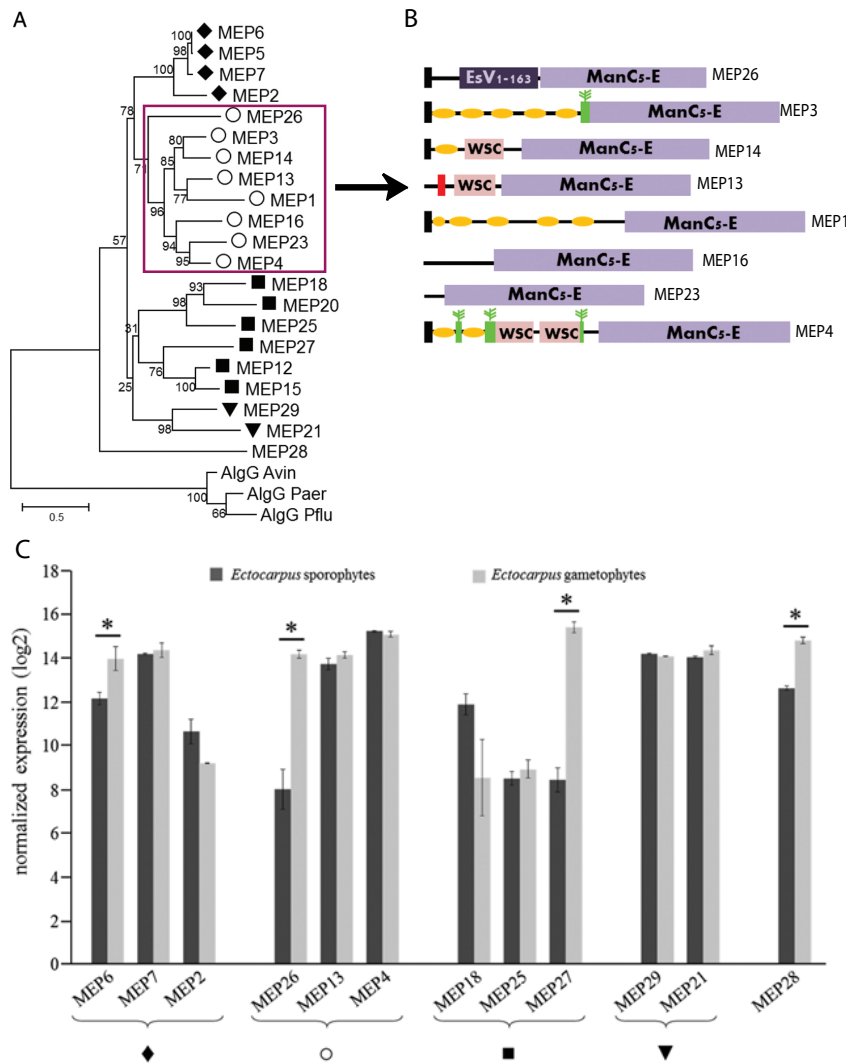 A
100
MEP6
98
MEP5
100
MEP7
MEP2
78
MEP26
80
MEP3
85
MEP14
71
MEP13
77
MEP1
96
MEP16
94
MEP23
95
MEP4
57
93
MEP18
98
MEP20
MEP25
31
MEP27
76
MEP12
25
100
MEP15
MEP29
98
MEP21
MEP28
AlgG Avin
100
AlgG Paer
66
AlgG Pflu
0.5
B
EsV1-163 ManC5-E MEP26
ManC5-E MEP3
WSC ManC5-E MEP14
WSC ManC5-E MEP13
ManC5-E MEP1
ManC5-E MEP16
ManC5-E MEP23
WSC WSC ManC5-E MEP4
C
Ectocarpus sporophytes Ectocarpus gametophytes
normalized expression (log2)
18
16
14
12
10
8
6
4
2
0
* * * *
MEP6 MEP7 MEP2 MEP26 MEP13 MEP4 MEP18 MEP25 MEP27 MEP29 MEP21 MEP28